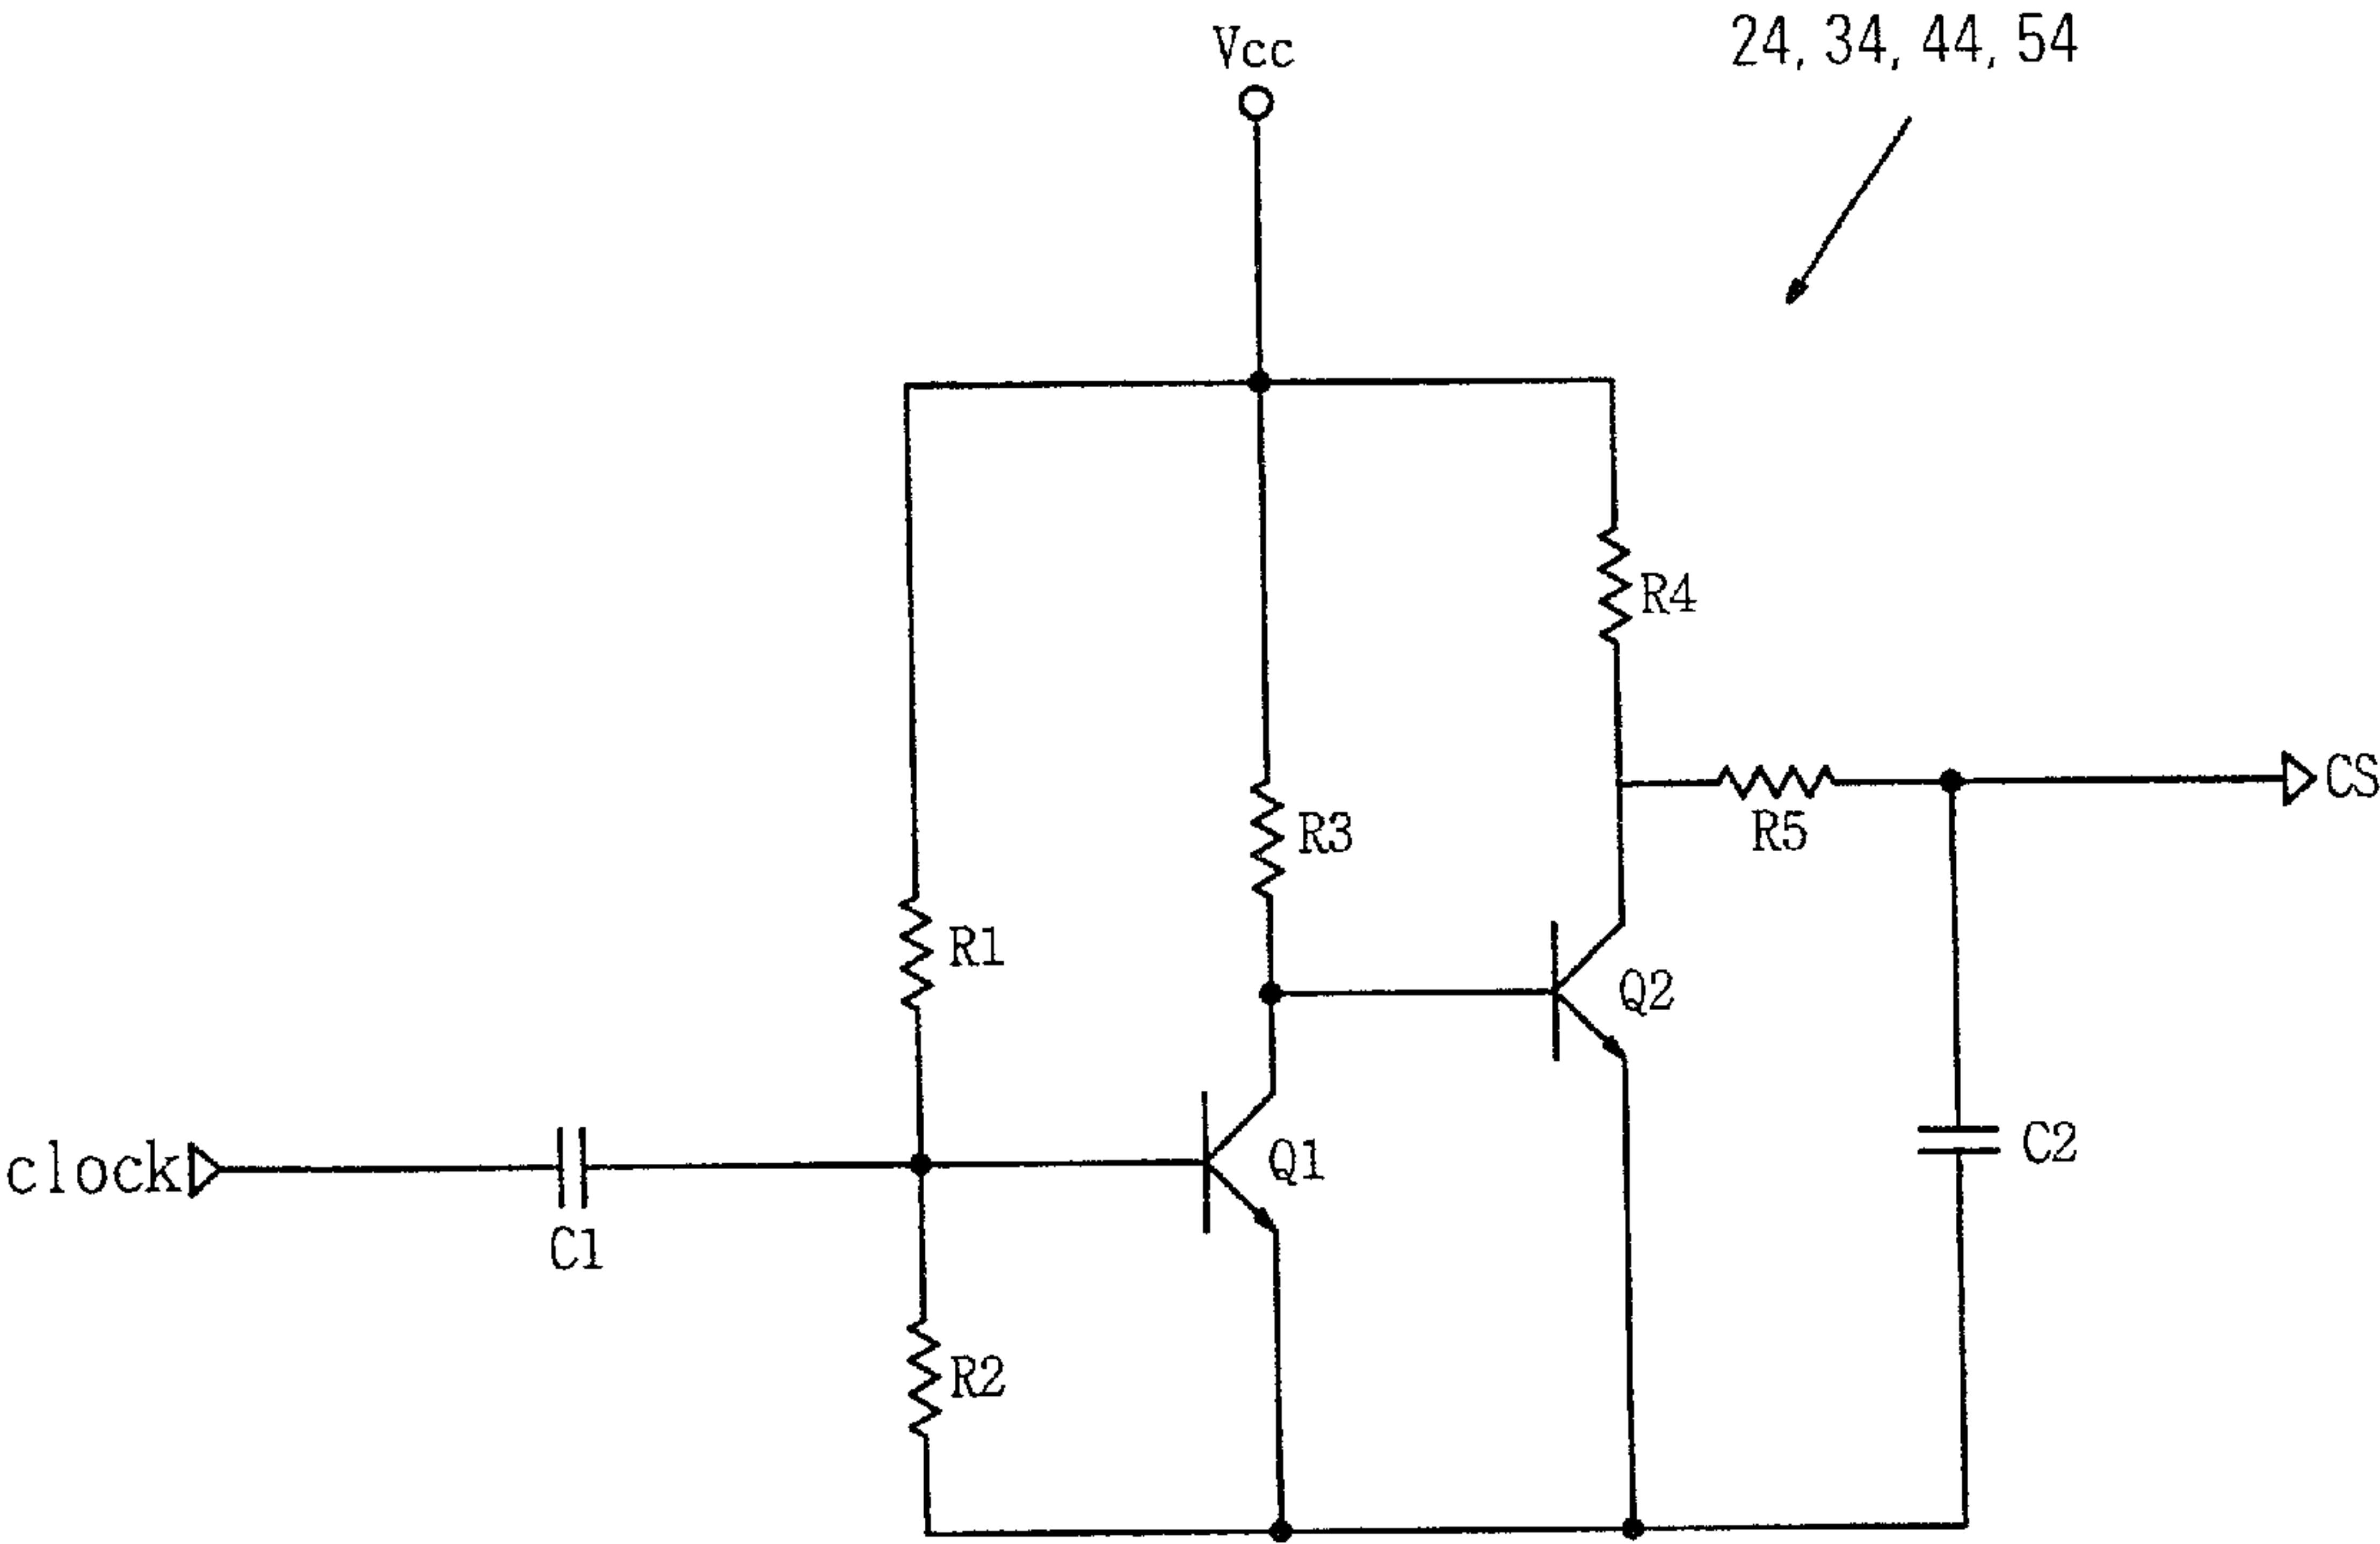 24, 34, 44, 54
Vcc
R4
R3
R5
CS
R1
Q2
clock
C1
Q1
C2
R2